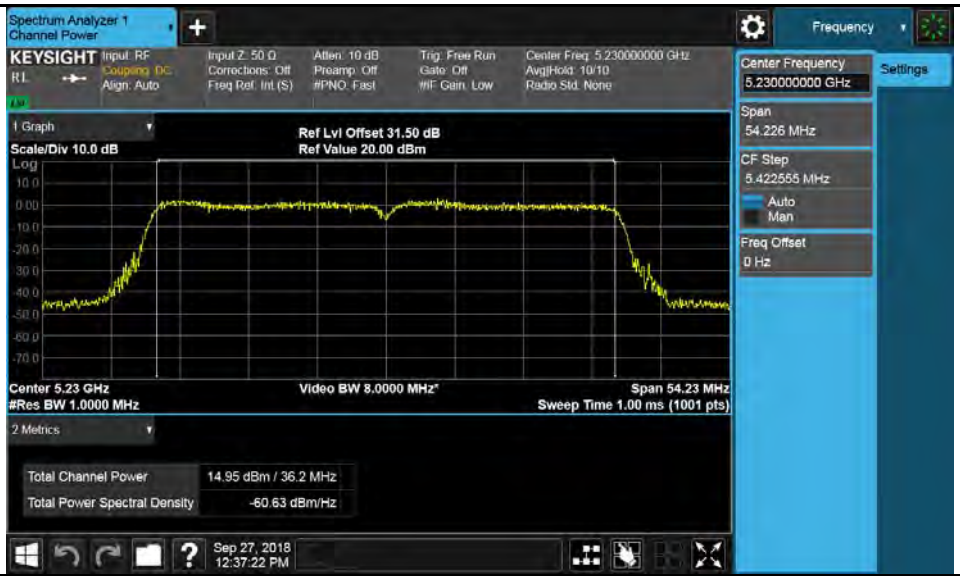 Spectrum Analyzer 1
Channel Power
+
Frequency
KEYSIGHT
RL
Input: RF
Coupling: DC
Align: Auto
Input Z: 50 Ω
Corrections: Off
Freq Ref: Int (S)
Atten: 10 dB
Preamp: Off
#PNO: Fast
Trig: Free Run
Gate: Off
#IF Gain: Low
Center Freq: 5.230000000 GHz
Avg|Hold: 10/10
Radio Std: None
Center Frequency
5.230000000 GHz
Settings
Span
54.226 MHz
CF Step
5.422555 MHz
Auto
Man
Freq Offset
0 Hz
1 Graph
Scale/Div 10.0 dB
Ref Lvl Offset 31.50 dB
Ref Value 20.00 dBm
Log
10.0
0.00
-10.0
-20.0
-30.0
-40.0
-50.0
-60.0
-70.0
Center 5.23 GHz
Video BW 8.0000 MHz*
Span 54.23 MHz
#Res BW 1.0000 MHz
Sweep Time 1.00 ms (1001 pts)
2 Metrics
Total Channel Power 14.95 dBm / 36.2 MHz
Total Power Spectral Density -60.63 dBm/Hz
?
Sep 27, 2018
12:37:22 PM